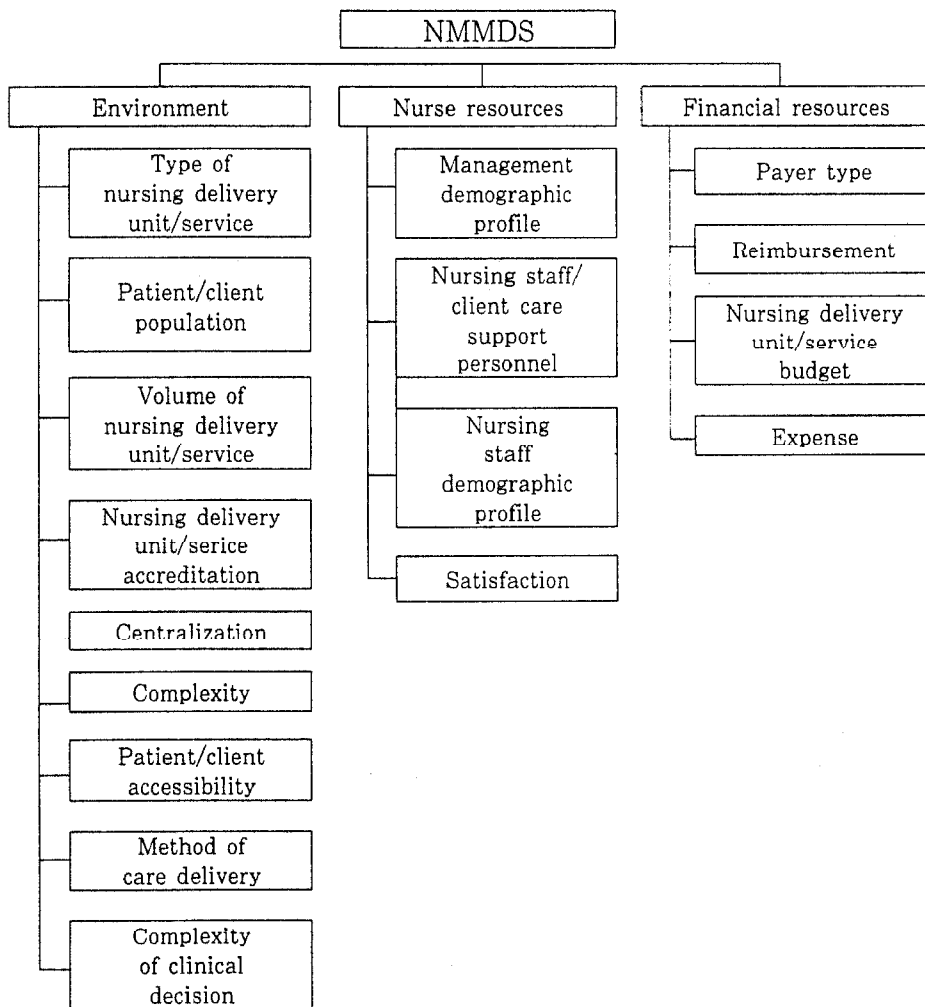 NMMDS
Environment
Type of
nursing delivery
unit/service
Patient/client
population
Volume of
nursing delivery
unit/service
Nursing delivery
unit/serice
accreditation
Centralization
Complexity
Patient/client
accessibility
Method of
care delivery
Complexity
of clinical
decision
Nurse resources
Management
demographic
profile
Nursing staff/
client care
support
personnel
Nursing
staff
demographic
profile
Satisfaction
Financial resources
Payer type
Reimbursement
Nursing delivery
unit/service
budget
Expense